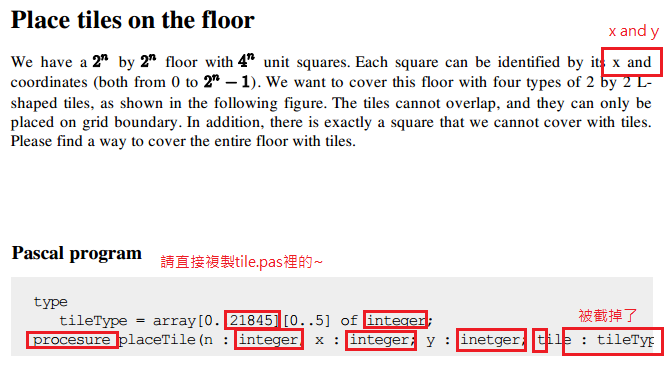 Place tiles on the floor
x and y
We have a 2ⁿ by 2ⁿ floor with 4ⁿ unit squares. Each square can be identified by its x and
coordinates (both from 0 to 2ⁿ − 1). We want to cover this floor with four types of 2 by 2 L-
shaped tiles, as shown in the following figure. The tiles cannot overlap, and they can only be
placed on grid boundary. In addition, there is exactly a square that we cannot cover with tiles.
Please find a way to cover the entire floor with tiles.
Pascal program
請直接複製tile.pas裡的~
被截掉了
type
tileType = array[0..21845][0..5] of integer;
procesure placeTile(n : integer, x : integer; y : inetger; tile : tileTyp